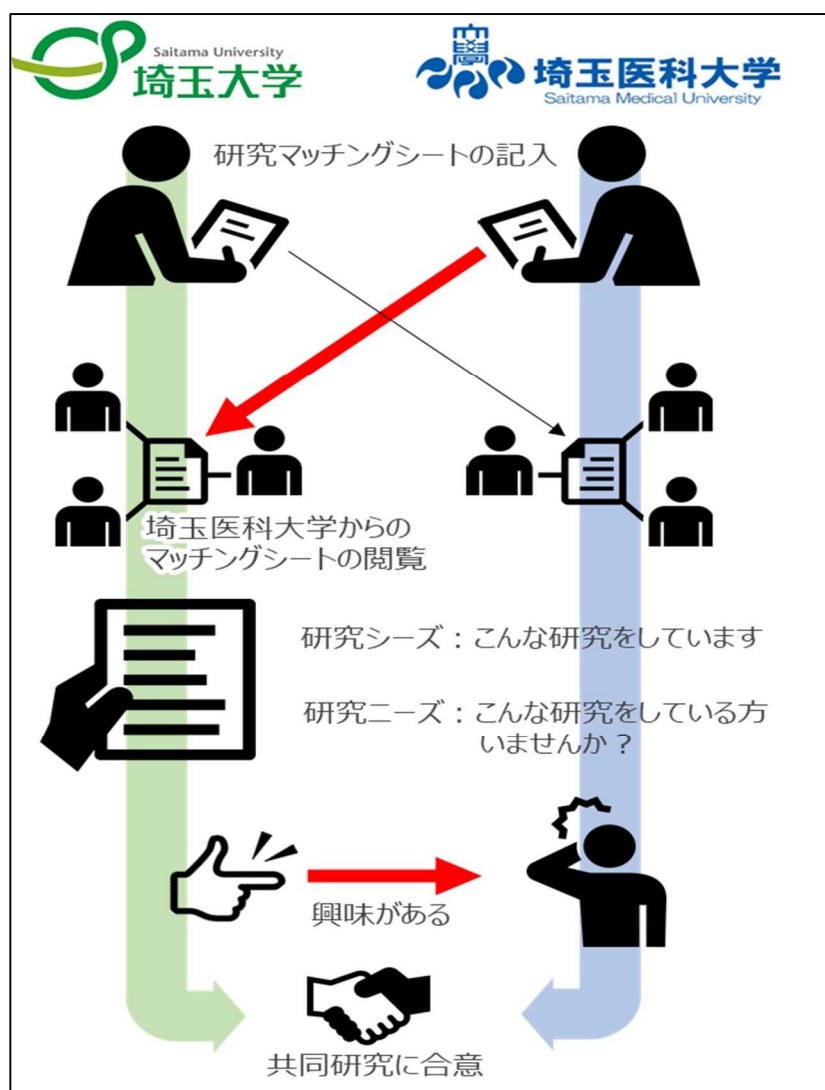 Saitama University
埼玉大学
埼玉医科大学
Saitama Medical University
研究マッチングシートの記入
埼玉医科大学からの
マッチングシートの閲覧
研究シーズ：こんな研究をしています
研究ニーズ：こんな研究をしている方
いませんか？
興味がある
共同研究に合意